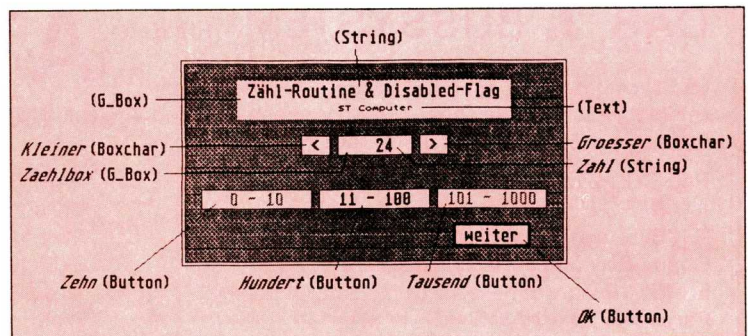 (String)
(G_Box)
Zähl-Routine & Disabled-Flag
ST Computer
(Text)
Kleiner (Boxchar)
< 24 >
Groesser (Boxchar)
Zaehlbox (G_Box)
Zahl (String)
0 - 10
11 - 100
101 - 1000
weiter
Zehn (Button)
Hundert (Button)
Tausend (Button)
Ok (Button)